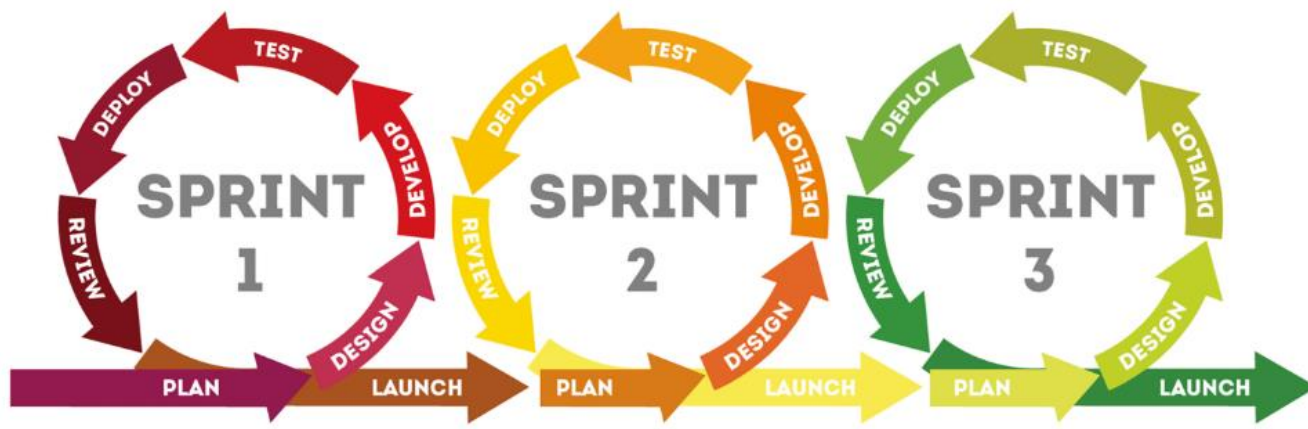 TEST
DEPLOY
DEVELOP
SPRINT
1
REVIEW
DESIGN
PLAN
LAUNCH
TEST
DEPLOY
DEVELOP
SPRINT
2
REVIEW
DESIGN
PLAN
LAUNCH
TEST
DEPLOY
DEVELOP
SPRINT
3
REVIEW
DESIGN
PLAN
LAUNCH